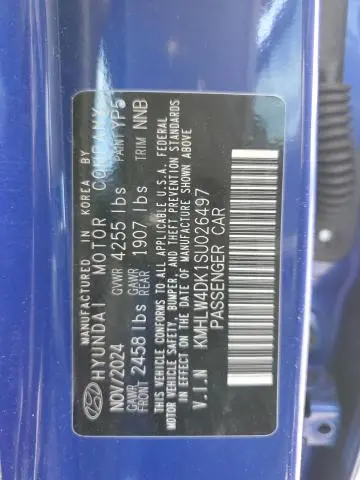 MANUFACTURED IN KOREA BY
HYUNDAI MOTOR COMPANY
NOV/2024 GVWR 4255 lbs PAINT YP5
GAWR FRONT 2458 lbs GAWR REAR 1907 lbs TRIM NNB
THIS VEHICLE CONFORMS TO ALL APPLICABLE U.S.A. FEDERAL
MOTOR VEHICLE SAFETY, BUMPER, AND THEFT PREVENTION STANDARDS
IN EFFECT ON THE DATE OF MANUFACTURE SHOWN ABOVE
V.I.N KMHLW4DK1SU026497
PASSENGER CAR